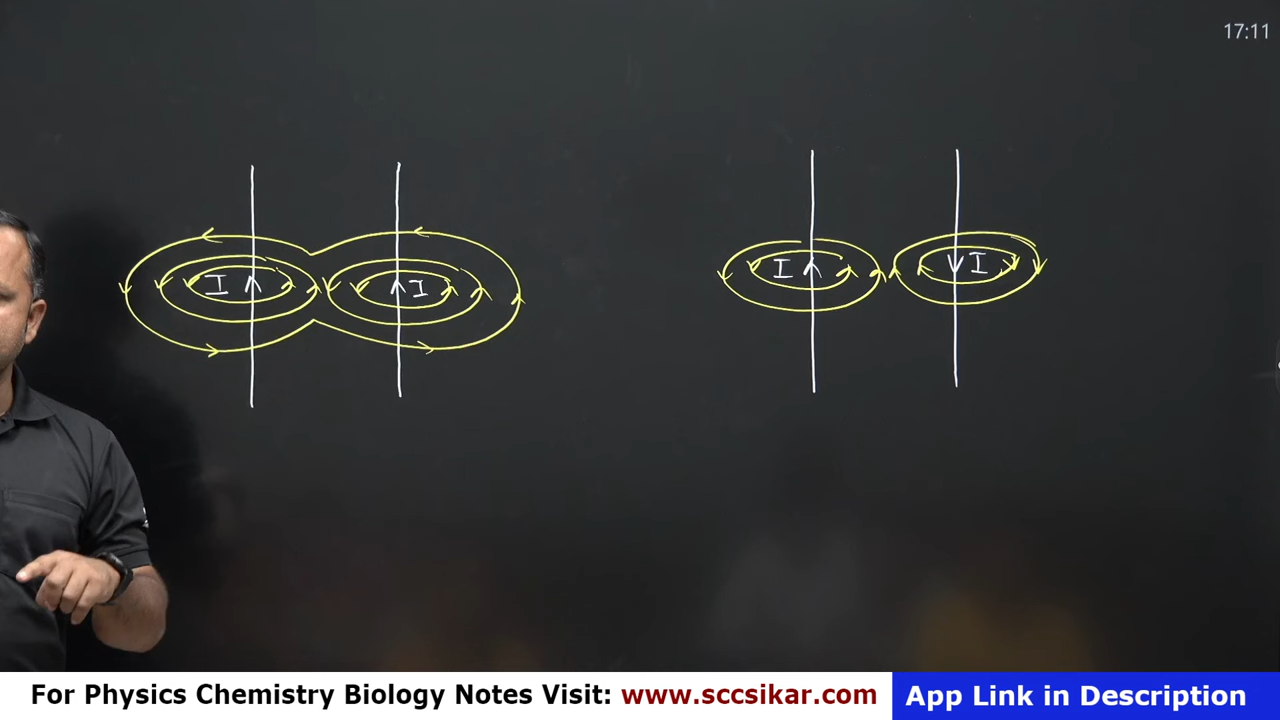 17:11
I I I I
For Physics Chemistry Biology Notes Visit: www.sccsikar.com App Link in Description